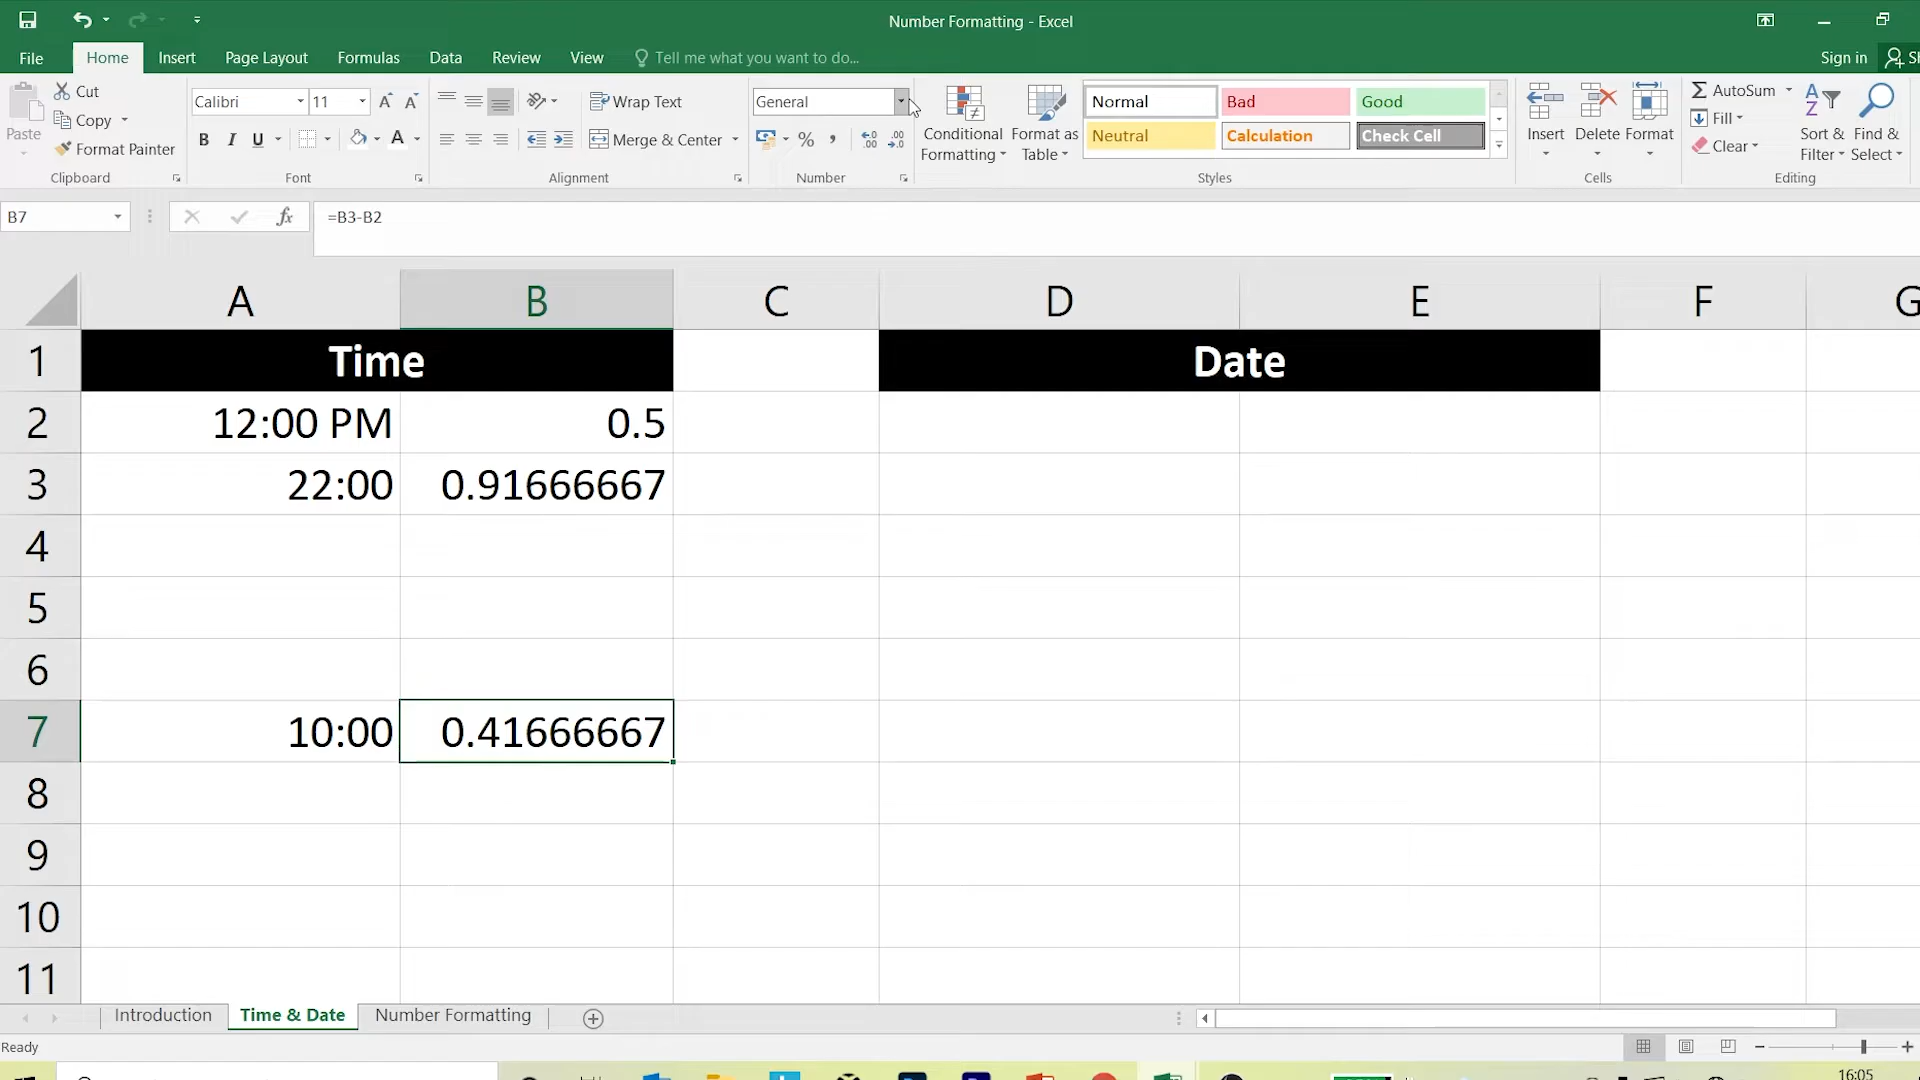 Number Formatting - Excel
File Home Insert Page Layout Formulas Data Review View Tell me what you want to do... Sign in
Paste Cut
Copy
Format Painter
Clipboard
Calibri 11
B I U
Font
Wrap Text
Merge & Center
Alignment
General
% ,
Number
Conditional Formatting
Format as Table
Normal Bad Good
Neutral Calculation Check Cell
Styles
Insert Delete Format
Cells
AutoSum
Fill
Clear
Sort & Filter
Find & Select
Editing
B7 fx =B3-B2
A B C D E F G
1 Time Date
2 12:00 PM 0.5
3 22:00 0.91666667
4
5
6
7 10:00 0.41666667
8
9
10
11
Introduction Time & Date Number Formatting
Ready
16:05